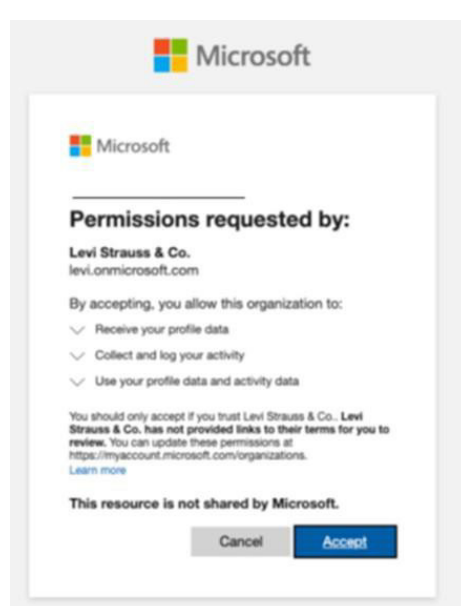 Microsoft
Microsoft
Permissions requested by:
Levi Strauss & Co.
levi.onmicrosoft.com
By accepting, you allow this organization to:
Receive your profile data
Collect and log your activity
Use your profile data and activity data
You should only accept if you trust Levi Strauss & Co.. Levi
Strauss & Co. has not provided links to their terms for you to
review. You can update these permissions at
https://myaccount.microsoft.com/organizations.
Learn more
This resource is not shared by Microsoft.
Cancel Accept